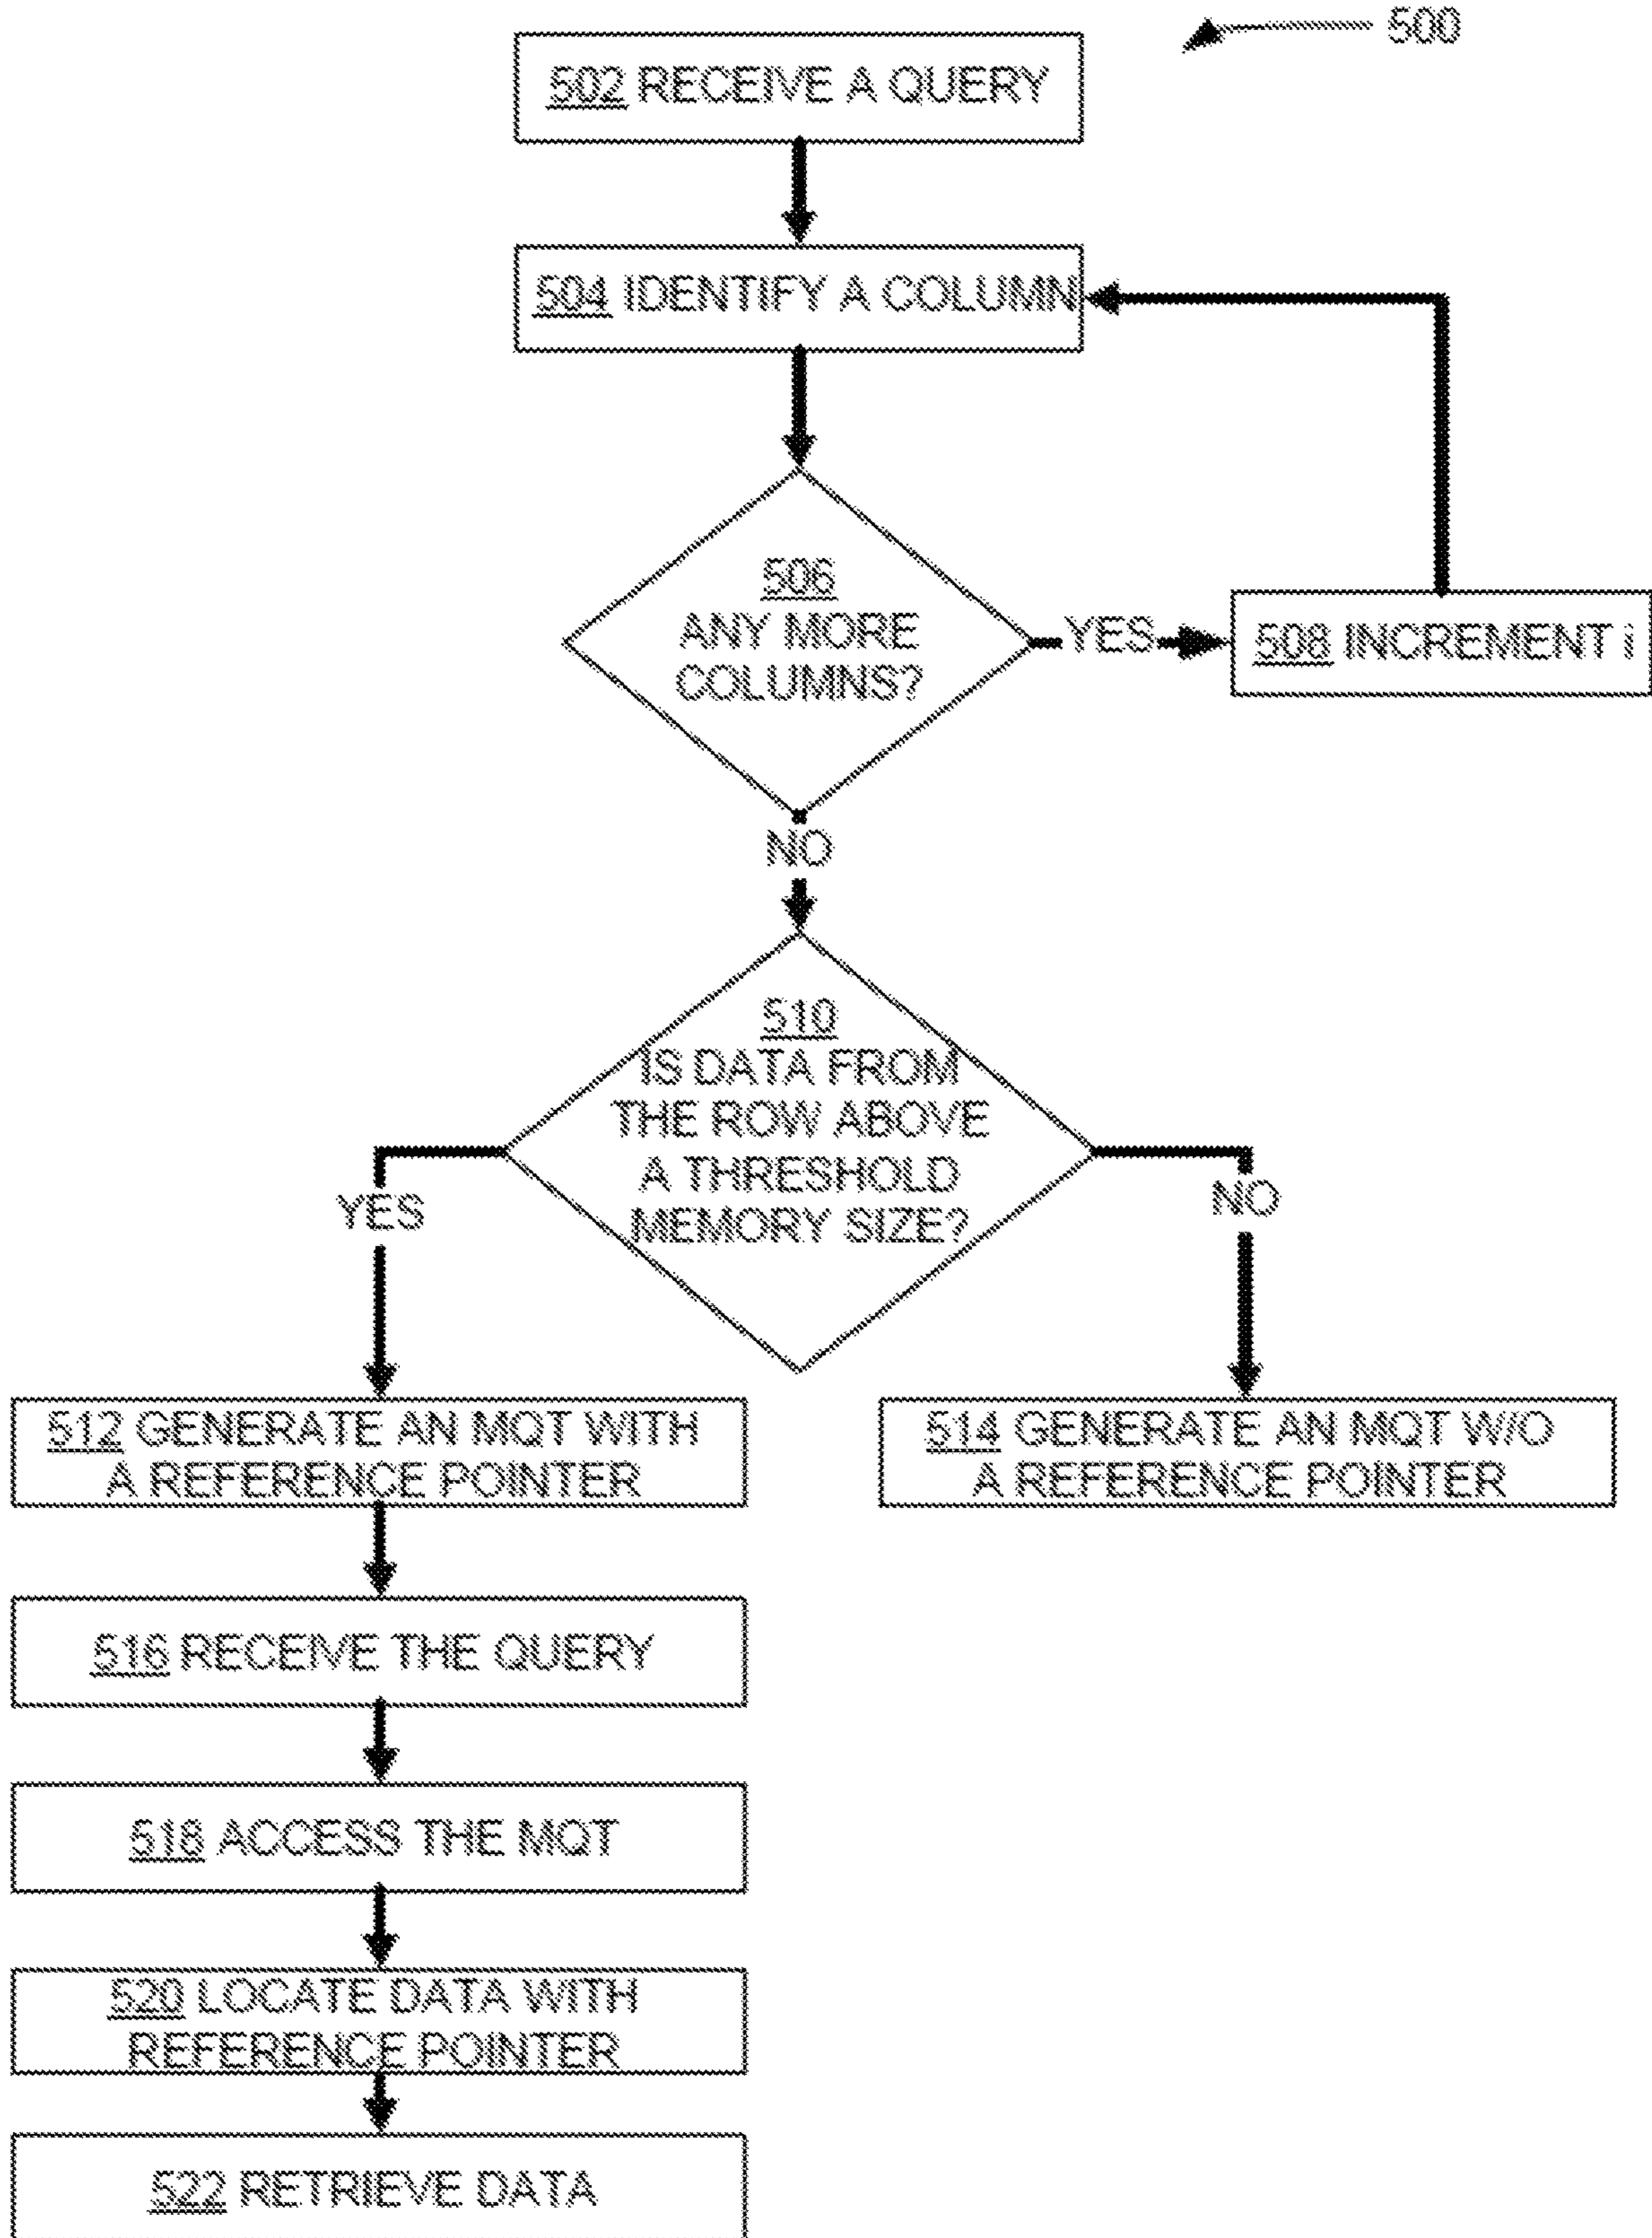 500
502 RECEIVE A QUERY
504 IDENTIFY A COLUMN
506
ANY MORE
COLUMNS?
YES
508 INCREMENT i
NO
510
IS DATA FROM
THE ROW ABOVE
A THRESHOLD
MEMORY SIZE?
YES
NO
512 GENERATE AN MQT WITH
A REFERENCE POINTER
514 GENERATE AN MQT W/O
A REFERENCE POINTER
516 RECEIVE THE QUERY
518 ACCESS THE MQT
520 LOCATE DATA WITH
REFERENCE POINTER
522 RETRIEVE DATA